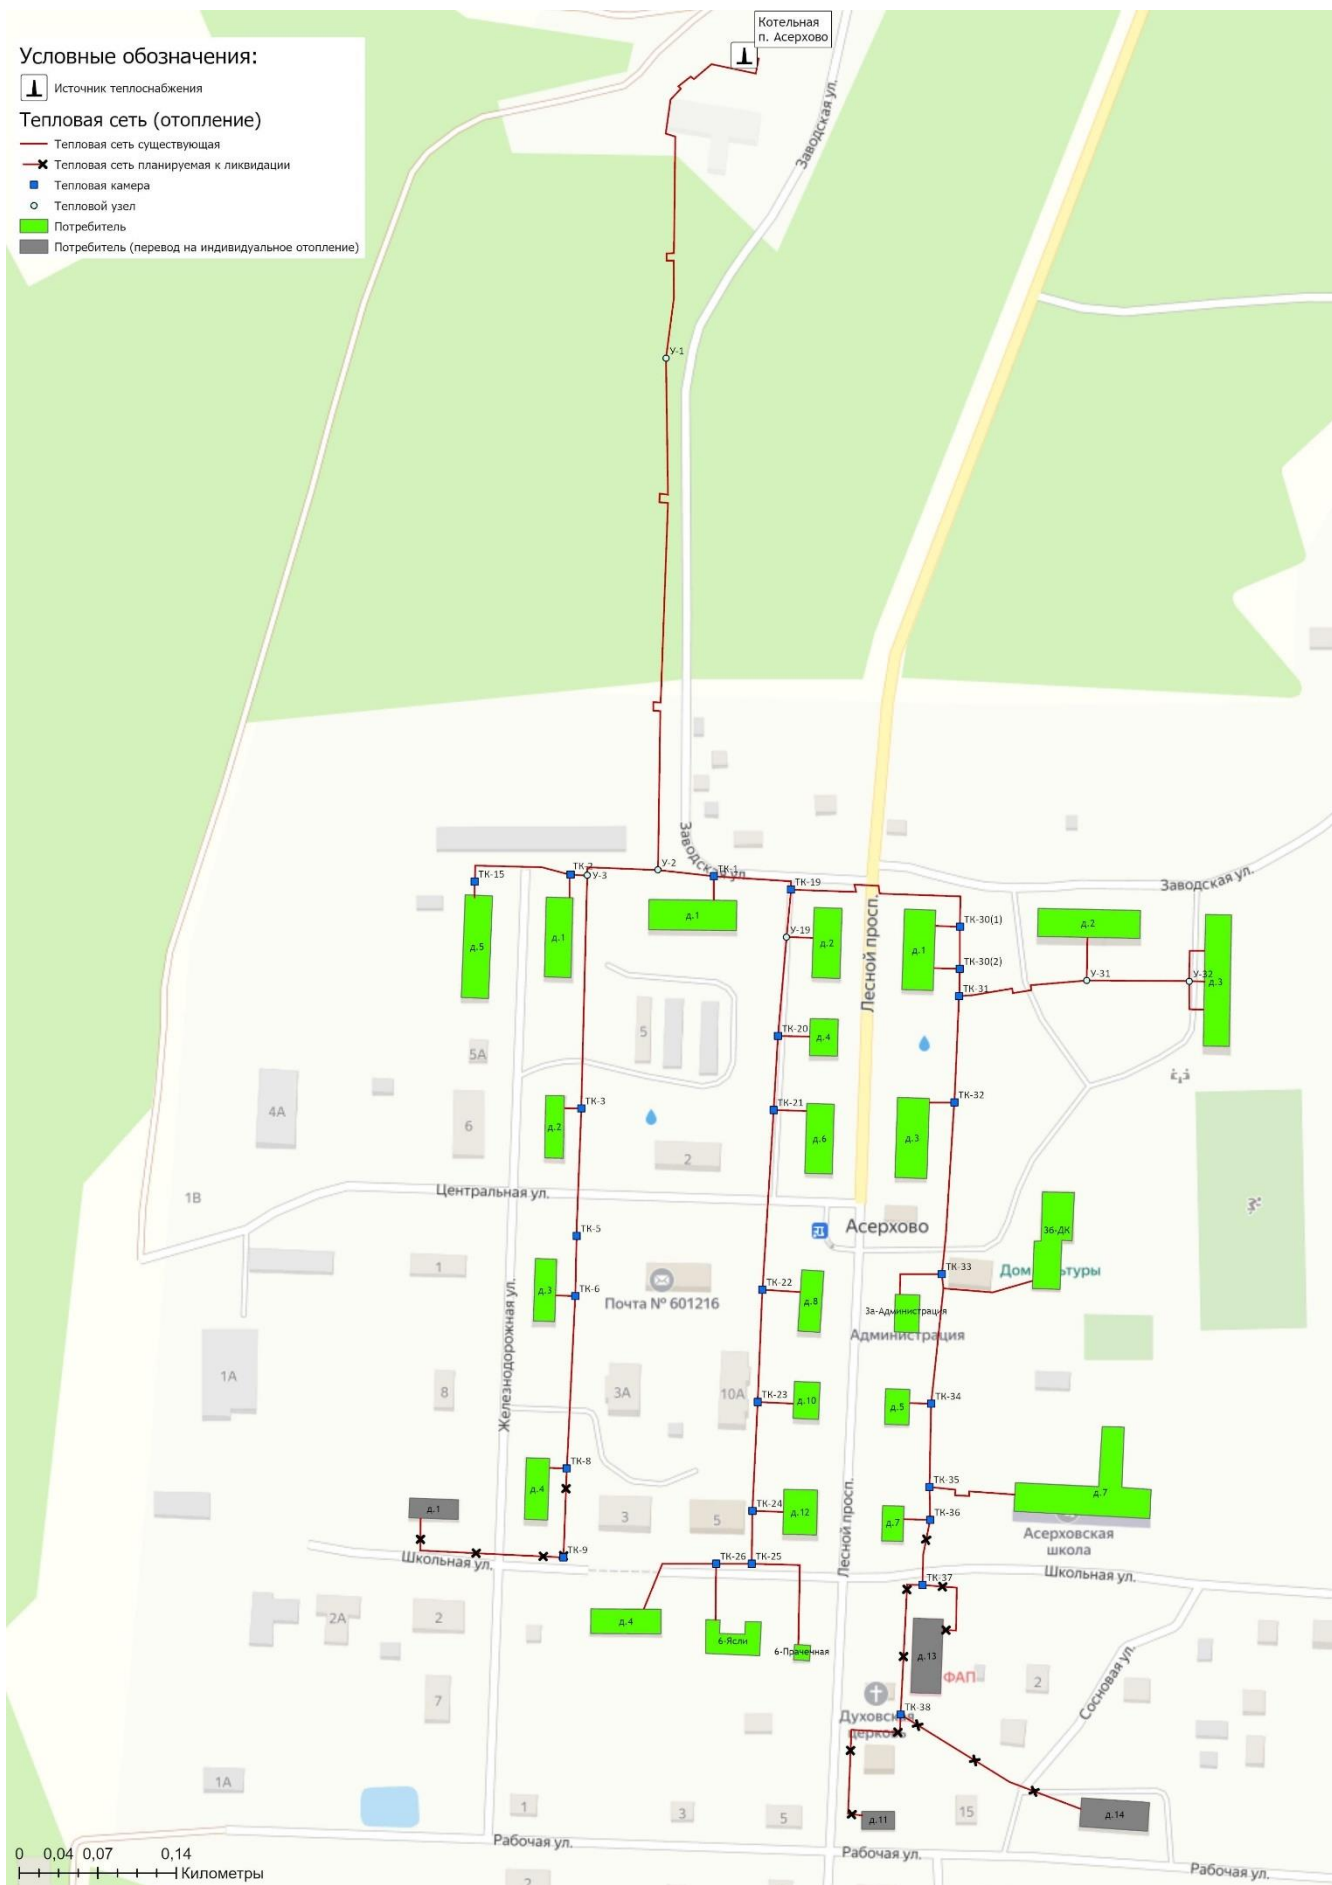 Котельная
п. Асерхово
Условные обозначения:
Источник теплоснабжения
Тепловая сеть (отопление)
Тепловая сеть существующая
Тепловая сеть планируемая к ликвидации
Тепловая камера
Тепловой узел
Потребитель
Потребитель (перевод на индивидуальное отопление)
Заводская ул.
У-1
Заводская ул.
ТК-15
ТК-2
У-3
У-2
ТК-1
ТК-19
Заводская ул.
д.5
д.1
д.1
У-19
д.2
Лесной просп.
д.1
ТК-30(1)
ТК-30(2)
ТК-31
д.2
У-31
У-32
д.3
5
5А
ТК-20
д.4
4А
6
д.2
ТК-3
2
ТК-21
д.6
д.3
ТК-32
1В
Центральная ул.
ТК-5
Асерхово
36-ДК
1
д.3
ТК-6
Почта № 601216
ТК-22
д.8
ТК-33
3а-Администрация
Администрация
Железнодорожная ул.
1А
8
3А
10А
ТК-23
д.10
д.5
ТК-34
ТК-8
д.4
д.1
3
5
ТК-24
д.12
Лесной просп.
ТК-35
д.7
ТК-36
д.7
Асерховская
школа
Школьная ул.
ТК-9
ТК-26
ТК-25
Школьная ул.
ТК-37
2А
2
д.4
6-Ясли
6-Прачечная
д.13
ФАП
2
Сосновая ул.
7
ТК-38
Духовская
церковь
1А
1
3
5
д.11
15
д.14
Рабочая ул.
Рабочая ул.
Рабочая ул.
2
0 0,04 0,07 0,14
Километры